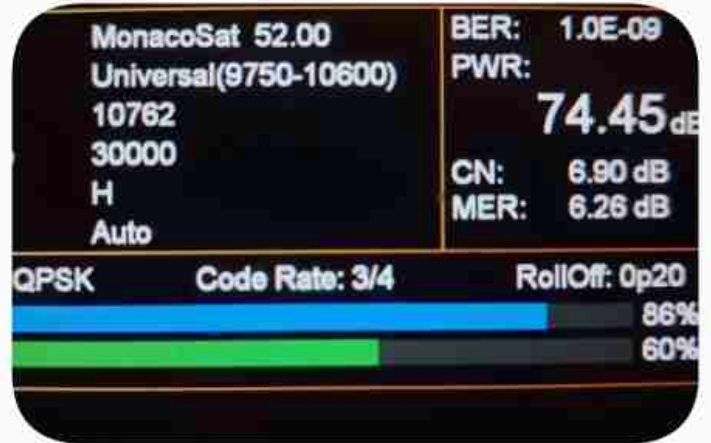 MonacoSat 52.00
Universal(9750-10600)
10762
30000
H
Auto
BER: 1.0E-09
PWR:
74.45 dB
CN: 6.90 dB
MER: 6.26 dB
QPSK Code Rate: 3/4 RollOff: 0p20
86%
60%